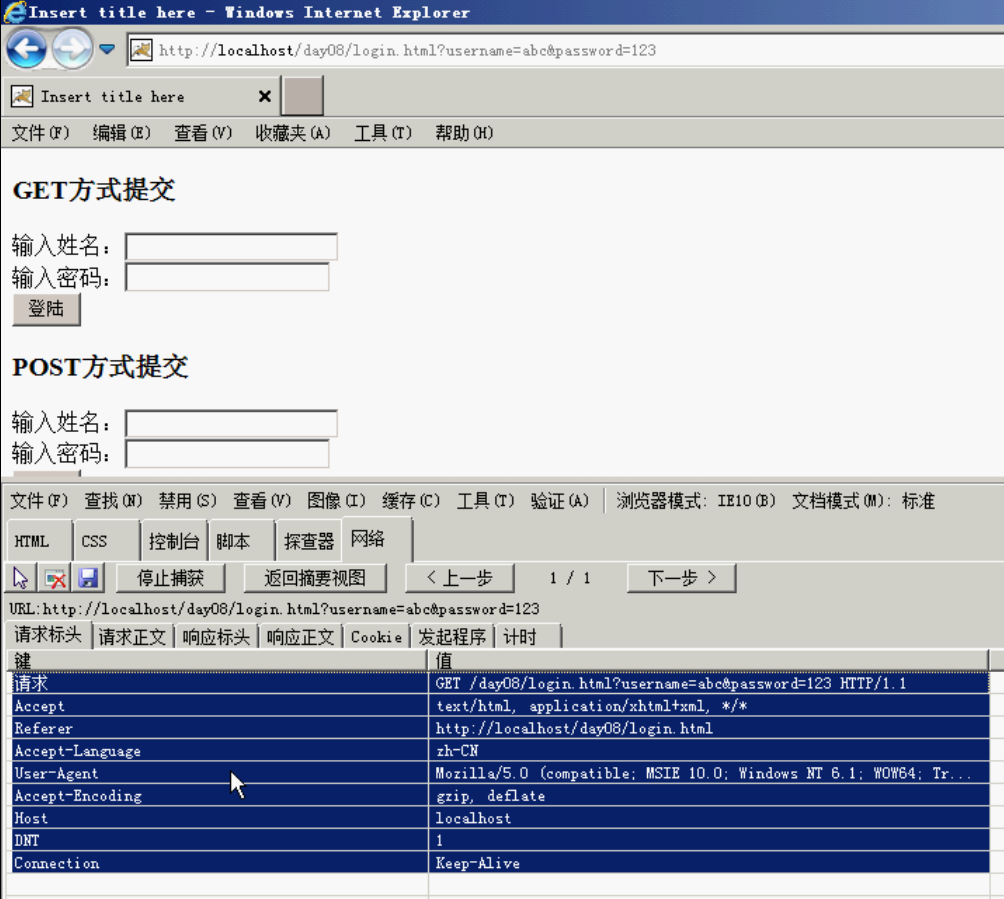 Insert title here - Windows Internet Explorer
http://localhost/day08/login.html?username=abc&password=123
Insert title here
文件(F) 编辑(E) 查看(V) 收藏夹(A) 工具(T) 帮助(H)
GET方式提交
输入姓名:
输入密码:
登陆
POST方式提交
输入姓名:
输入密码:
文件(F) 查找(N) 禁用(S) 查看(V) 图像(I) 缓存(C) 工具(T) 验证(A) 浏览器模式: IE10(B) 文档模式(M): 标准
HTML CSS 控制台 脚本 探查器 网络
停止捕获 返回摘要视图 < 上一步 1 / 1 下一步 >
URL:http://localhost/day08/login.html?username=abc&password=123
请求标头 请求正文 响应标头 响应正文 Cookie 发起程序 计时
键 值
请求 GET /day08/login.html?username=abc&password=123 HTTP/1.1
Accept text/html, application/xhtml+xml, */*
Referer http://localhost/day08/login.html
Accept-Language zh-CN
User-Agent Mozilla/5.0 (compatible; MSIE 10.0; Windows NT 6.1; WOW64; Tr...
Accept-Encoding gzip, deflate
Host localhost
DNT 1
Connection Keep-Alive